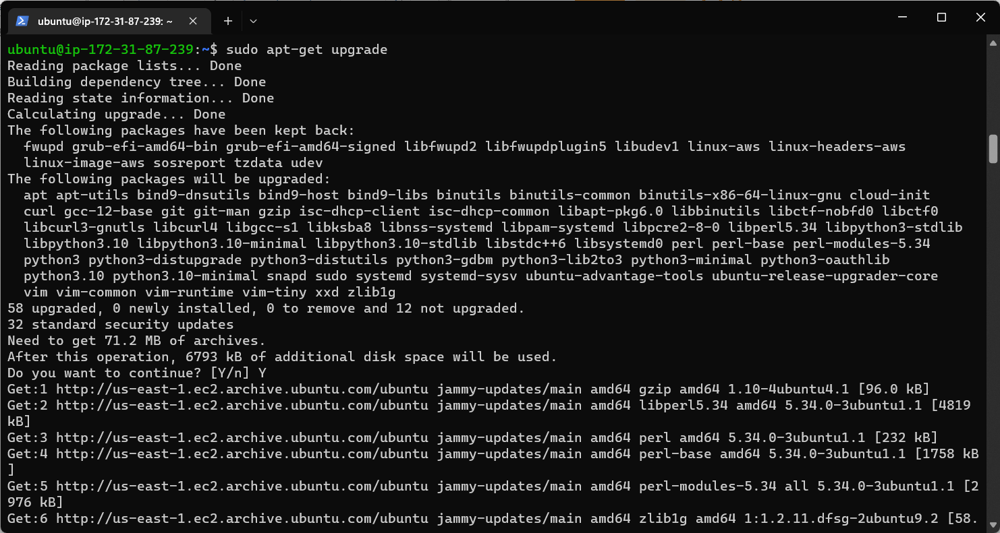 ubuntu@ip-172-31-87-239: ~
ubuntu@ip-172-31-87-239:~$ sudo apt-get upgrade
Reading package lists... Done
Building dependency tree... Done
Reading state information... Done
Calculating upgrade... Done
The following packages have been kept back:
  fwupd grub-efi-amd64-bin grub-efi-amd64-signed libfwupd2 libfwupdplugin5 libudev1 linux-aws linux-headers-aws
  linux-image-aws sosreport tzdata udev
The following packages will be upgraded:
  apt apt-utils bind9-dnsutils bind9-host bind9-libs binutils binutils-common binutils-x86-64-linux-gnu cloud-init
  curl gcc-12-base git git-man gzip isc-dhcp-client isc-dhcp-common libapt-pkg6.0 libbinutils libctf-nobfd0 libctf0
  libcurl3-gnutls libcurl4 libgcc-s1 libksba8 libnss-systemd libpam-systemd libpcre2-8-0 libperl5.34 libpython3-stdlib
  libpython3.10 libpython3.10-minimal libpython3.10-stdlib libstdc++6 libsystemd0 perl perl-base perl-modules-5.34
  python3 python3-distupgrade python3-distutils python3-gdbm python3-lib2to3 python3-minimal python3-oauthlib
  python3.10 python3.10-minimal snapd sudo systemd systemd-sysv ubuntu-advantage-tools ubuntu-release-upgrader-core
  vim vim-common vim-runtime vim-tiny xxd zlib1g
58 upgraded, 0 newly installed, 0 to remove and 12 not upgraded.
32 standard security updates
Need to get 71.2 MB of archives.
After this operation, 6793 kB of additional disk space will be used.
Do you want to continue? [Y/n] Y
Get:1 http://us-east-1.ec2.archive.ubuntu.com/ubuntu jammy-updates/main amd64 gzip amd64 1.10-4ubuntu4.1 [96.0 kB]
Get:2 http://us-east-1.ec2.archive.ubuntu.com/ubuntu jammy-updates/main amd64 libperl5.34 amd64 5.34.0-3ubuntu1.1 [4819
kB]
Get:3 http://us-east-1.ec2.archive.ubuntu.com/ubuntu jammy-updates/main amd64 perl amd64 5.34.0-3ubuntu1.1 [232 kB]
Get:4 http://us-east-1.ec2.archive.ubuntu.com/ubuntu jammy-updates/main amd64 perl-base amd64 5.34.0-3ubuntu1.1 [1758 kB
]
Get:5 http://us-east-1.ec2.archive.ubuntu.com/ubuntu jammy-updates/main amd64 perl-modules-5.34 all 5.34.0-3ubuntu1.1 [2
976 kB]
Get:6 http://us-east-1.ec2.archive.ubuntu.com/ubuntu jammy-updates/main amd64 zlib1g amd64 1:1.2.11.dfsg-2ubuntu9.2 [58.